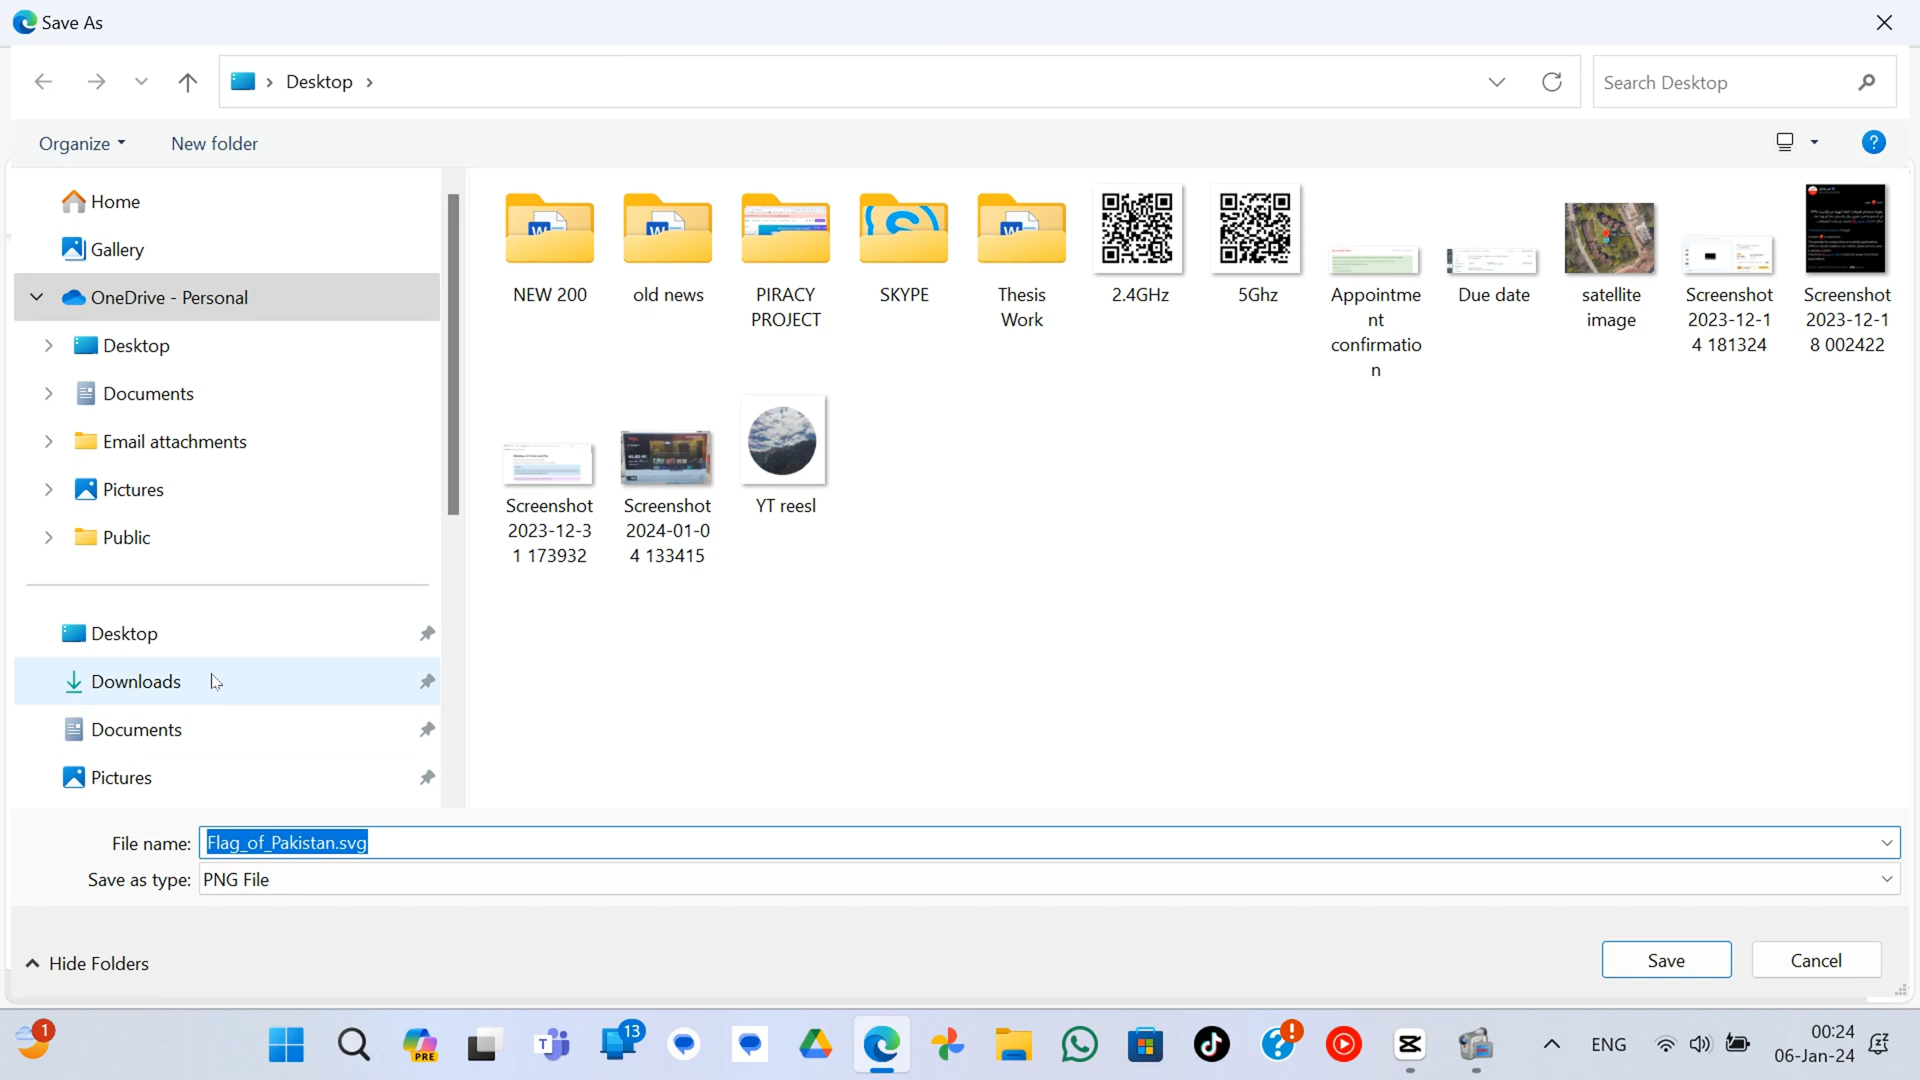 Save As
Desktop
Search Desktop
Organize
New folder
?
Home
Gallery
OneDrive - Personal
Desktop
Documents
Email attachments
Pictures
Public
Desktop
Downloads
Documents
Pictures
NEW 200
old news
PIRACY
PROJECT
SKYPE
Thesis
Work
2.4GHz
5Ghz
Appointme
nt
confirmatio
n
Due date
satellite
image
Screenshot
2023-12-1
4 181324
Screenshot
2023-12-1
8 002422
Screenshot
2023-12-3
1 173932
Screenshot
2024-01-0
4 133415
YT reesl
File name: Flag_of_Pakistan.svg
Save as type: PNG File
Hide Folders
Save
Cancel
1
PRE
13
ENG
00:24
06-Jan-24